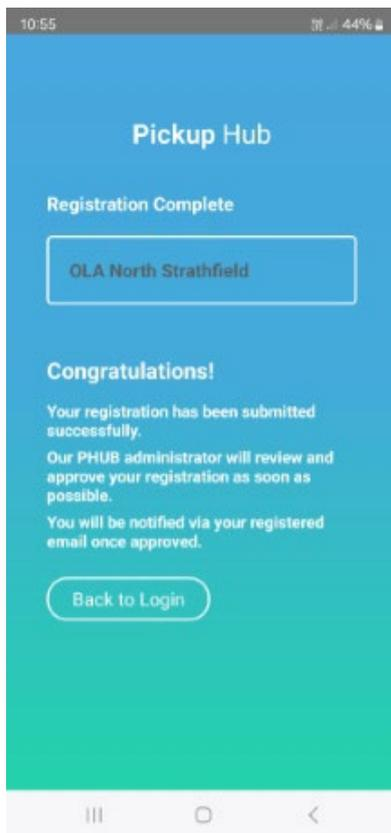 10:55
44%
Pickup Hub
Registration Complete
OLA North Strathfield
Congratulations!
Your registration has been submitted
successfully.
Our PHUB administrator will review and
approve your registration as soon as
possible.
You will be notified via your registered
email once approved.
Back to Login